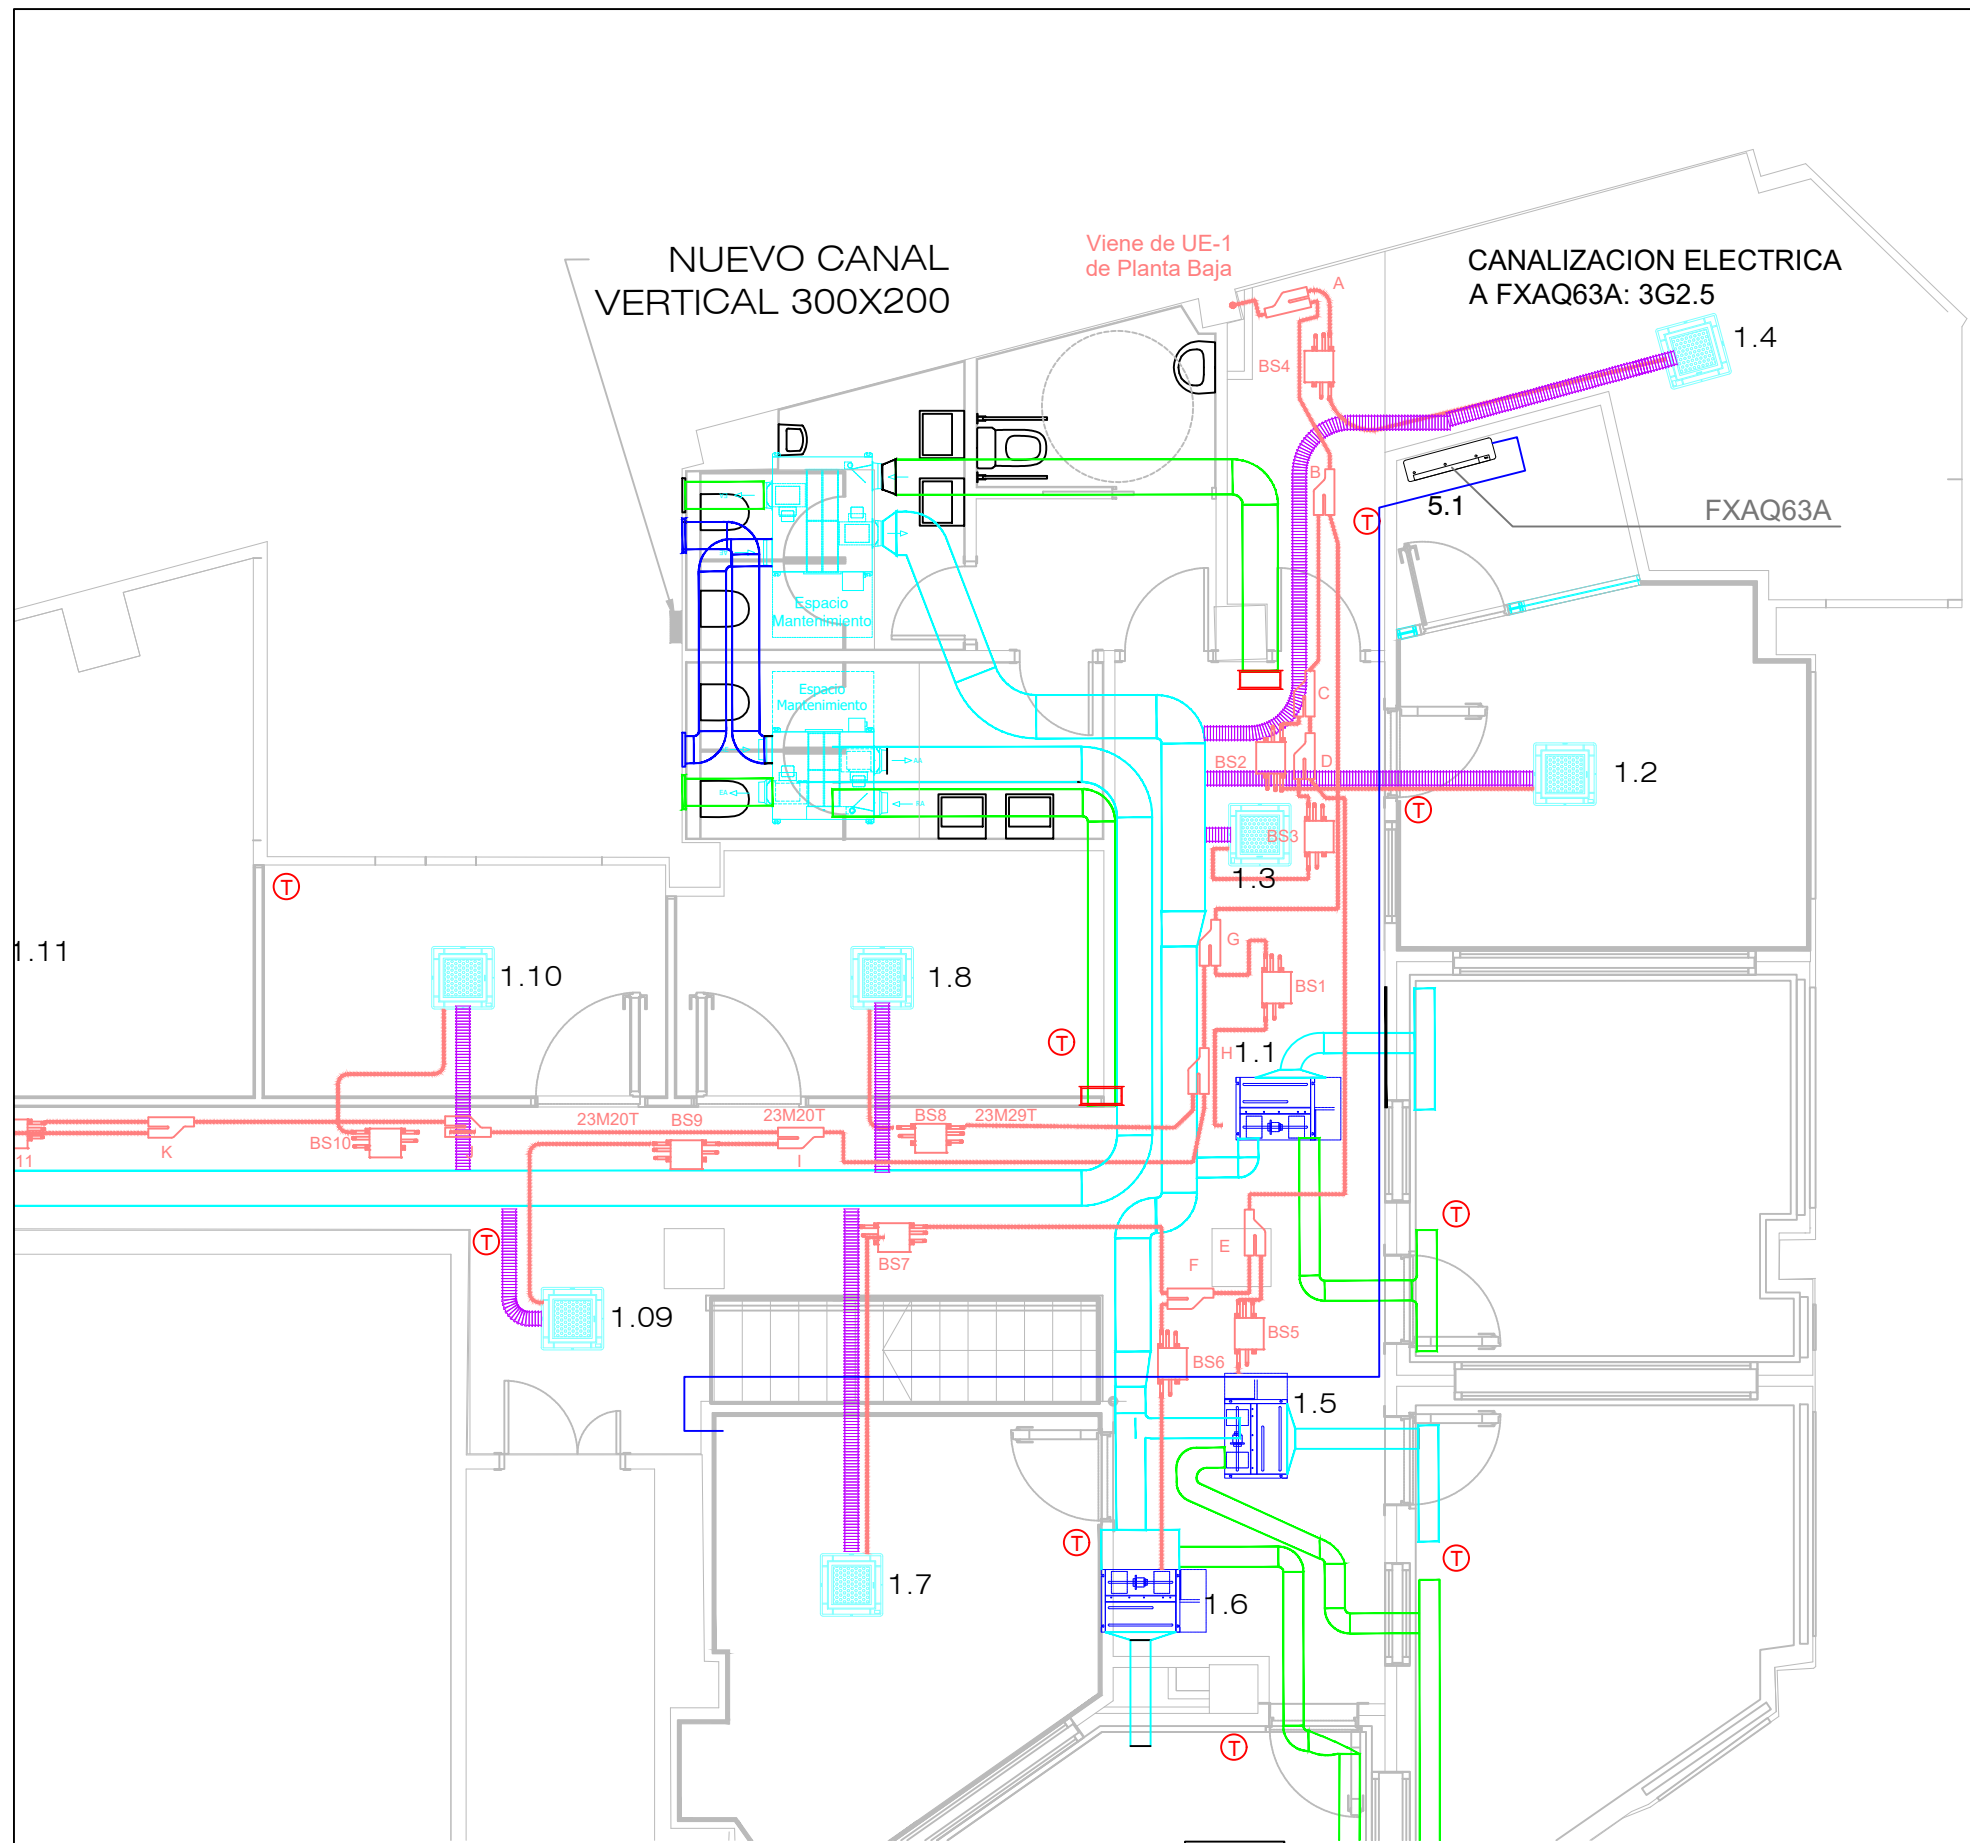 NUEVO CANAL
VERTICAL 300X200
Viene de UE-1
de Planta Baja
CANALIZACION ELECTRICA
A FXAQ63A: 3G2.5
A
1.4
BS4
B
5.1
FXAQ63A
T
Espacio
Mantenimiento
Espacio
Mantenimiento
C
D
BS2
1.2
T
BS3
1.3
T
1.11
1.10
1.8
G
BS1
T
H
1.1
23M20T
BS9
23M20T
BS8
23M29T
BS10
K
I
11
T
T
E
BS7
F
1.09
BS5
BS6
1.5
T
T
1.7
1.6
T